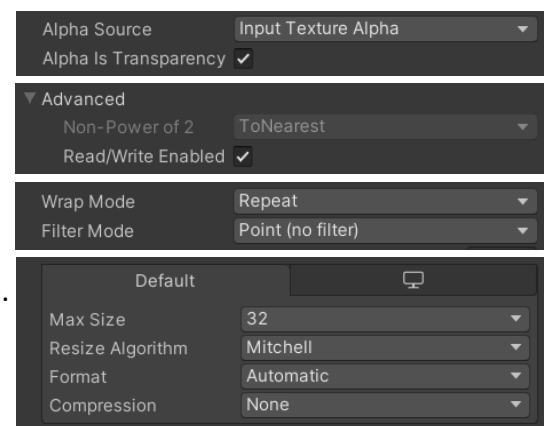 Alpha Source Input Texture Alpha
Alpha Is Transparency
Advanced
Non-Power of 2 ToNearest
Read/Write Enabled
Wrap Mode Repeat
Filter Mode Point (no filter)
Default
.
Max Size 32
Resize Algorithm Mitchell
Format Automatic
Compression None